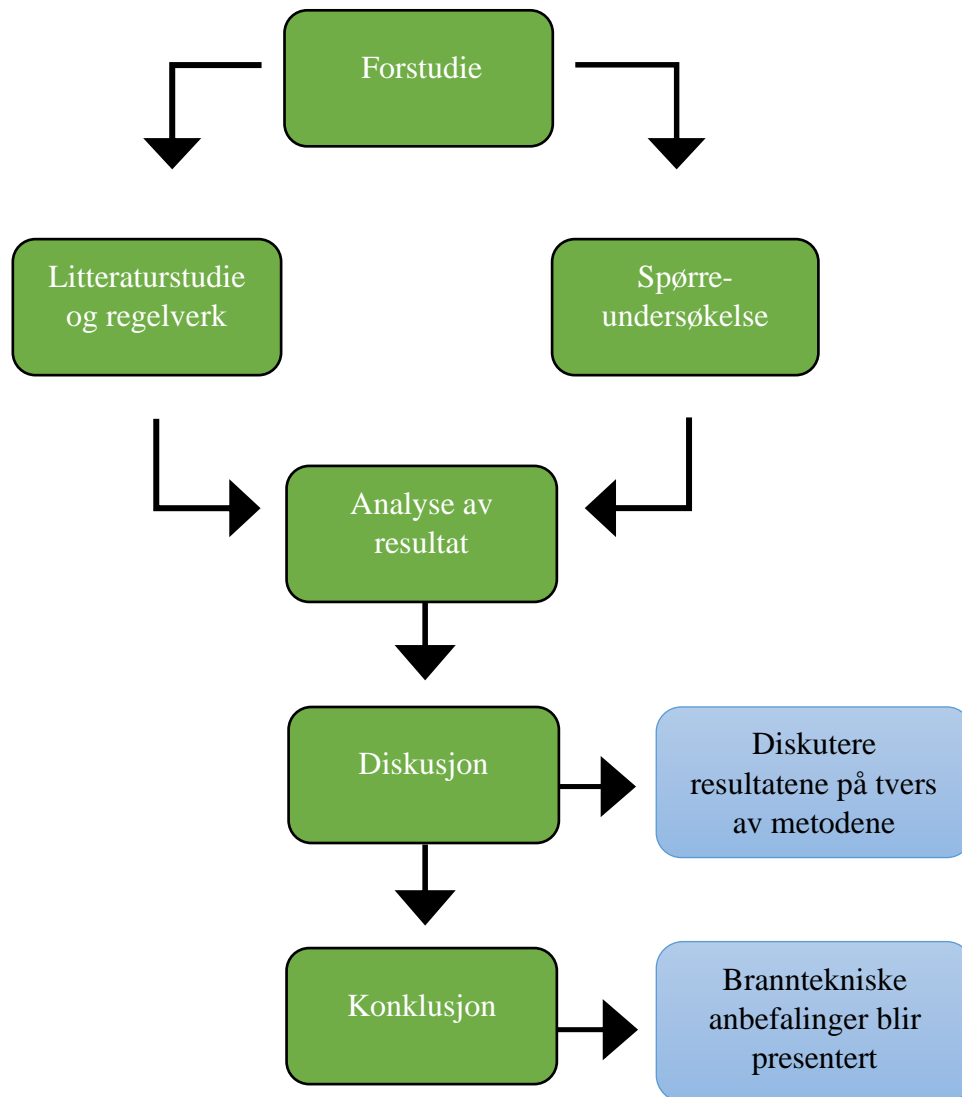 Forstudie
Litteraturstudie
og regelverk
Spørre-
undersøkelse
Analyse av
resultat
Diskusjon
Diskutere
resultatene på tvers
av metodene
Konklusjon
Branntekniske
anbefalinger blir
presentert